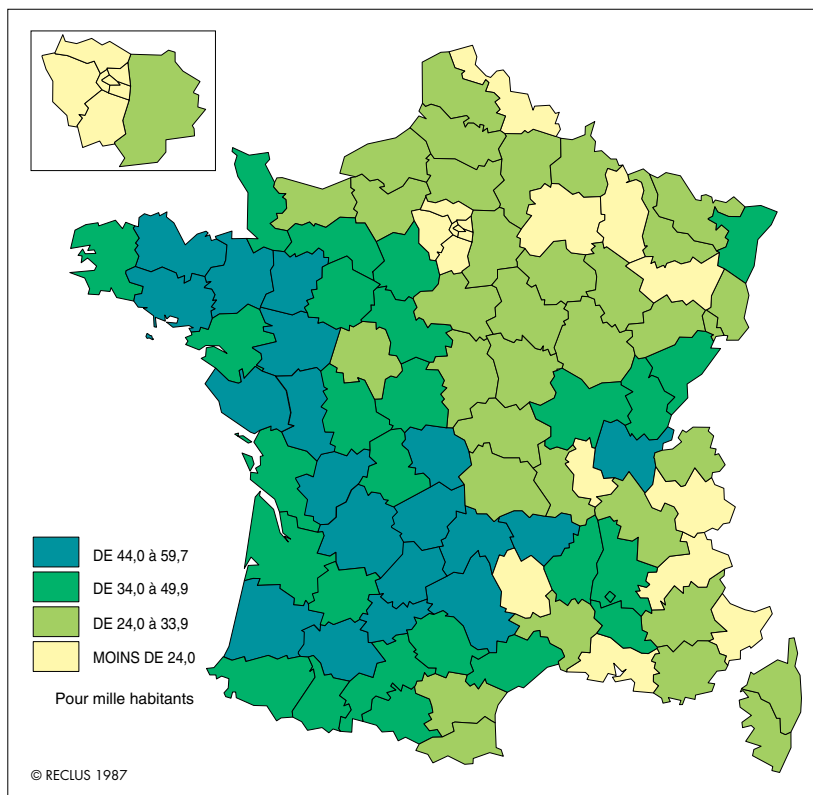 DE 44,0 à 59,7
DE 34,0 à 49,9
DE 24,0 à 33,9
MOINS DE 24,0
Pour mille habitants
© RECLUS 1987